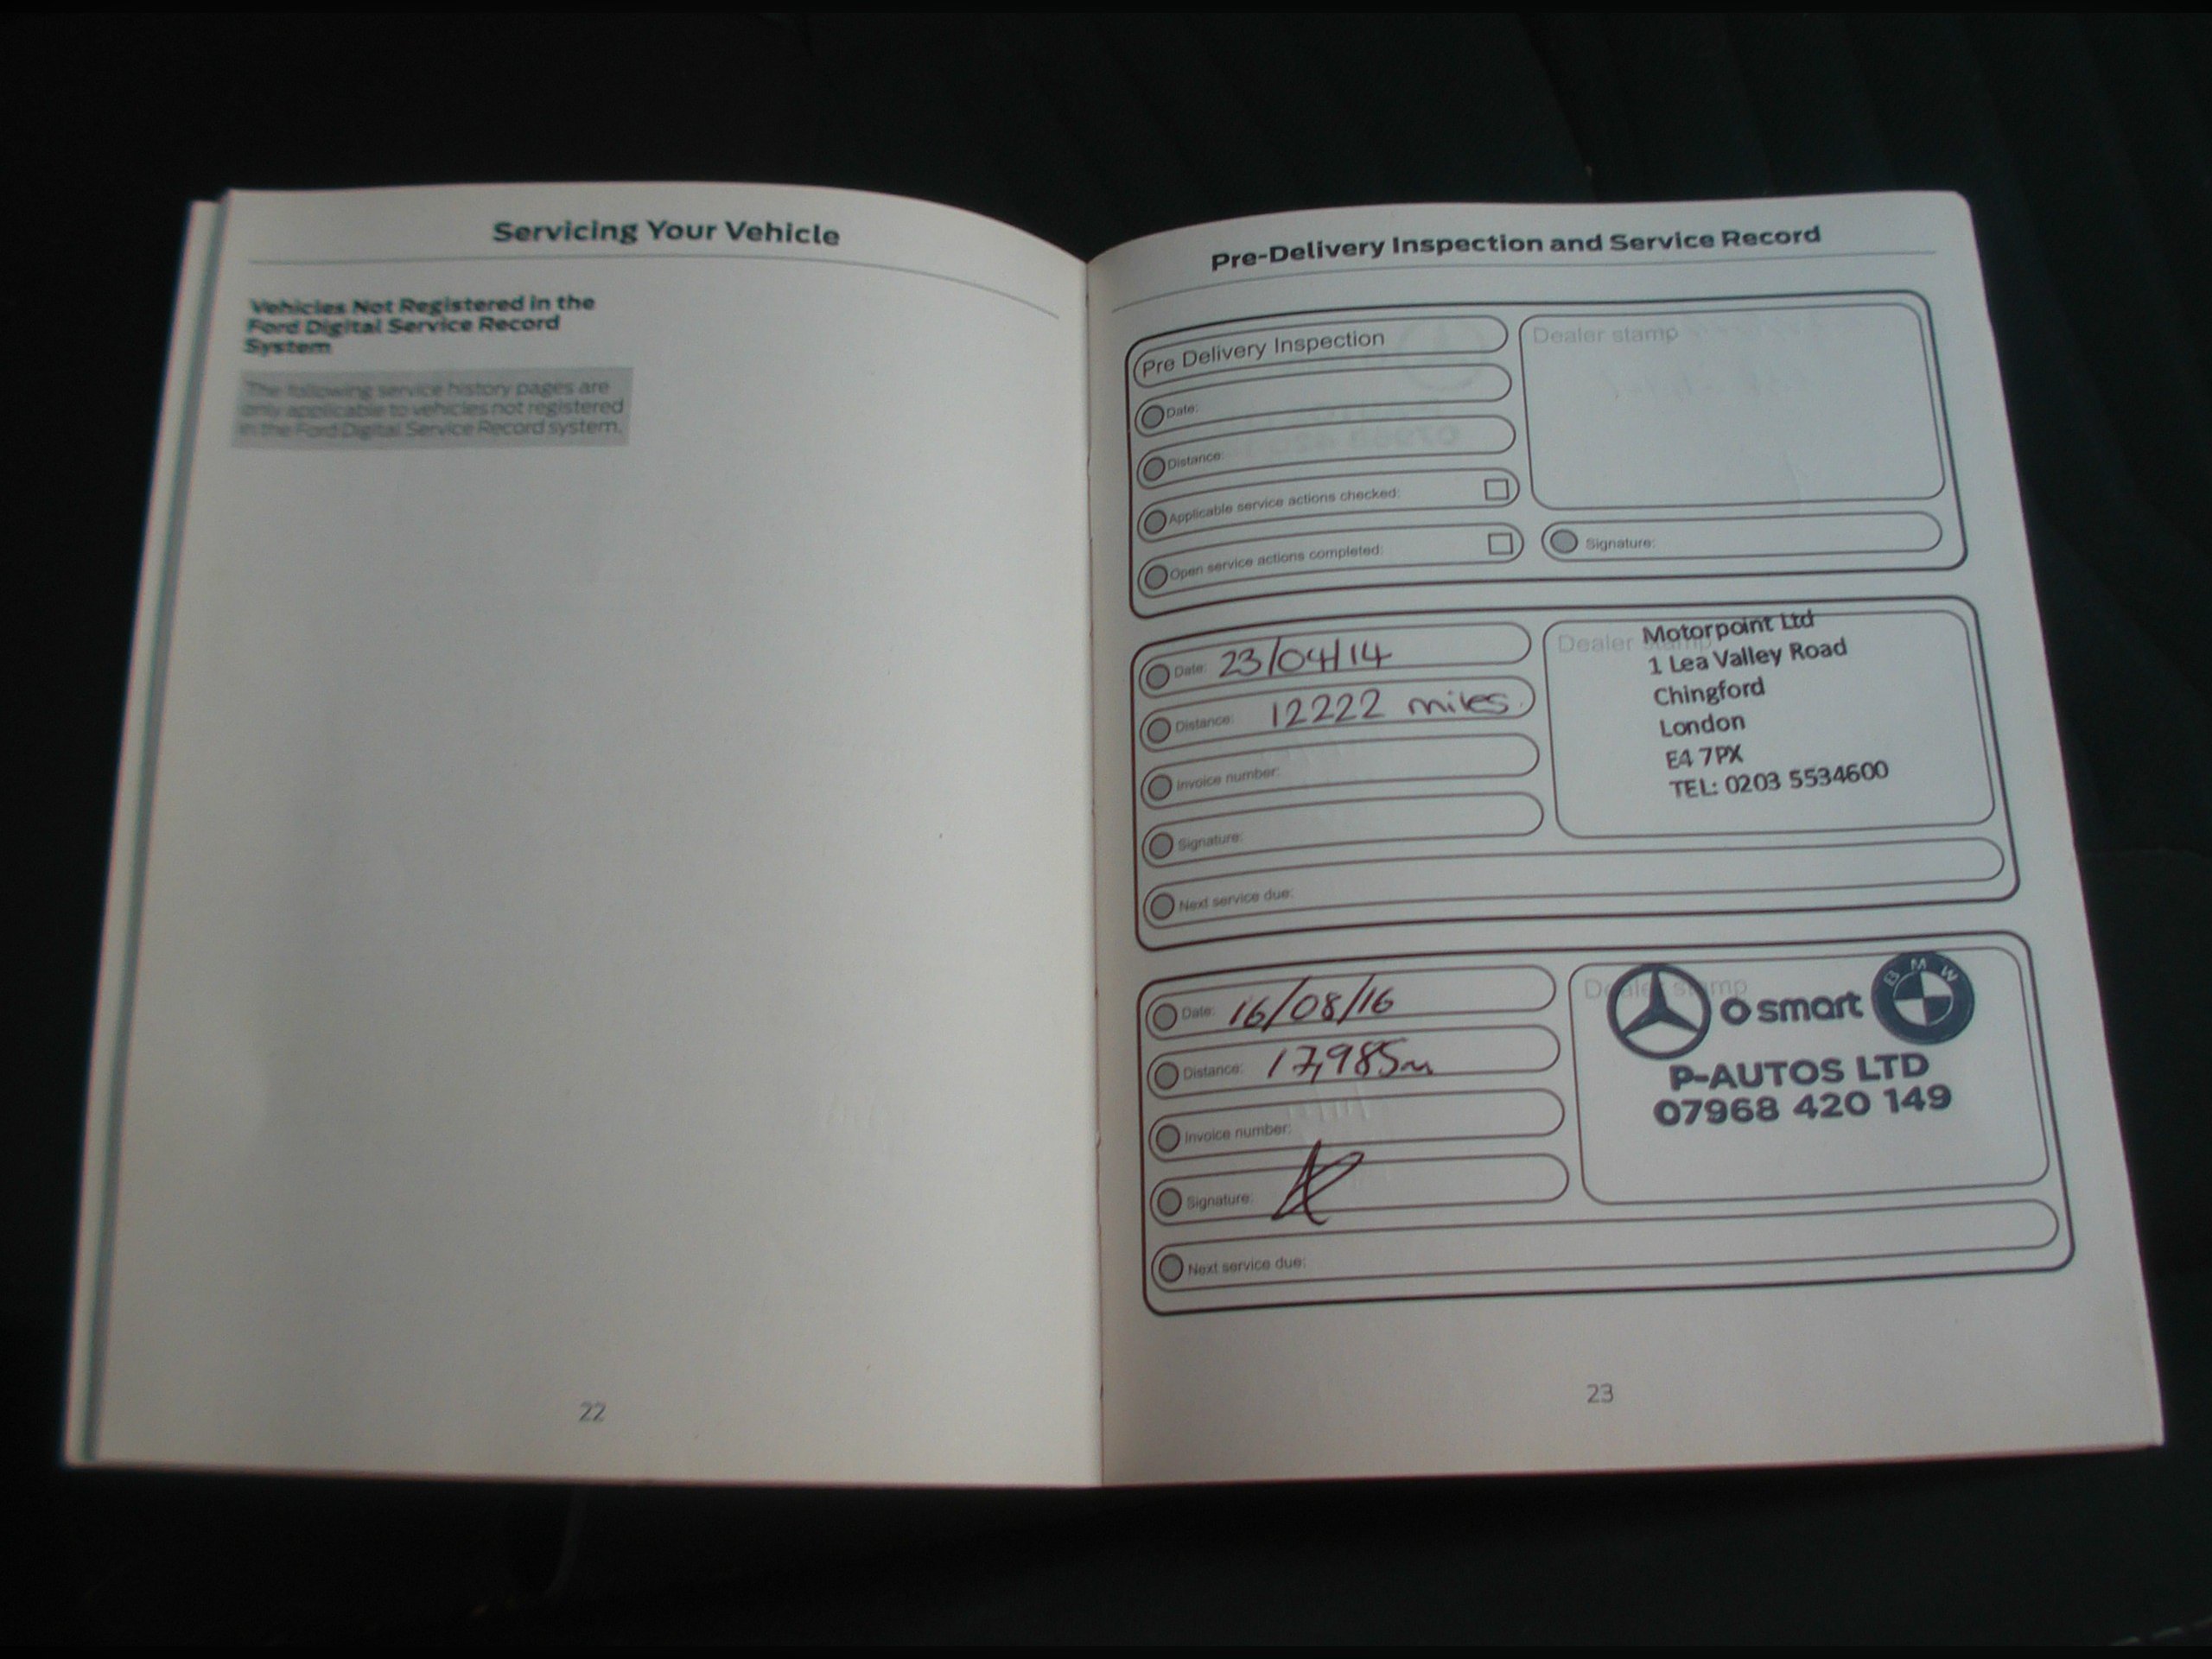 Servicing Your Vehicle
Vehicles Not Registered in the
Ford Digital Service Record
System
The following service history pages are
only applicable to vehicles not registered
in the Ford Digital Service Record system.
22
Pre-Delivery Inspection and Service Record
Pre Delivery Inspection
Date:
Distance:
Applicable service actions checked:
Open service actions completed:
Dealer stamp
Signature:
Date: 23/04/14
Distance: 12222 miles.
Invoice number:
Signature:
Next service due:
Dealer stamp
Motorpoint Ltd
1 Lea Valley Road
Chingford
London
E4 7PX
TEL: 0203 5534600
Date: 16/08/16
Distance: 17,985m
Invoice number:
Signature:
Next service due:
Dealer stamp
smart
BMW
P-AUTOS LTD
07968 420 149
23